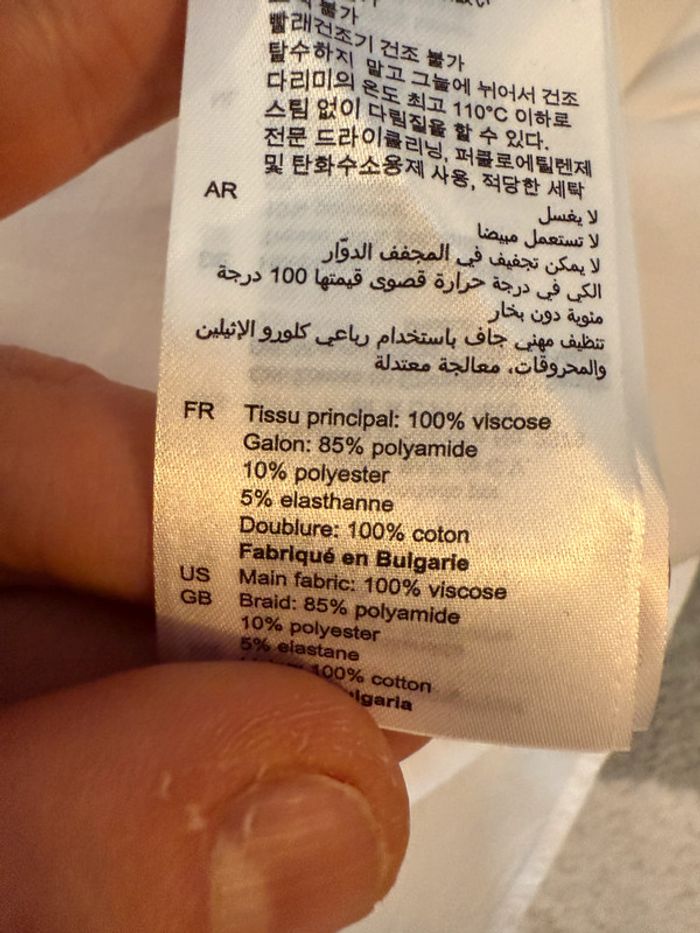 불가
빨래건조기 건조 불가
탈수하지 말고 그늘에 뉘어서 건조
다리미의 온도 최고 110°C 이하로
스팀 없이 다림질을 할 수 있다.
전문 드라이클리닝, 퍼클로에틸렌제
및 탄화수소용제 사용, 적당한 세탁
AR
لا يغسل
لا تستعمل مبيضا
لا يمكن تجفيف في المجفف الدوّار
الكي في درجة حرارة قصوى قيمتها 100 درجة
مئوية دون بخار
تنظيف مهني جاف باستخدام رباعي كلورو الإثيلين
والمحروقات، معالجة معتدلة
FR Tissu principal: 100% viscose
Galon: 85% polyamide
10% polyester
5% elasthanne
Doublure: 100% coton
Fabriqué en Bulgarie
US Main fabric: 100% viscose
GB Braid: 85% polyamide
10% polyester
5% elastane
100% cotton
lgaria